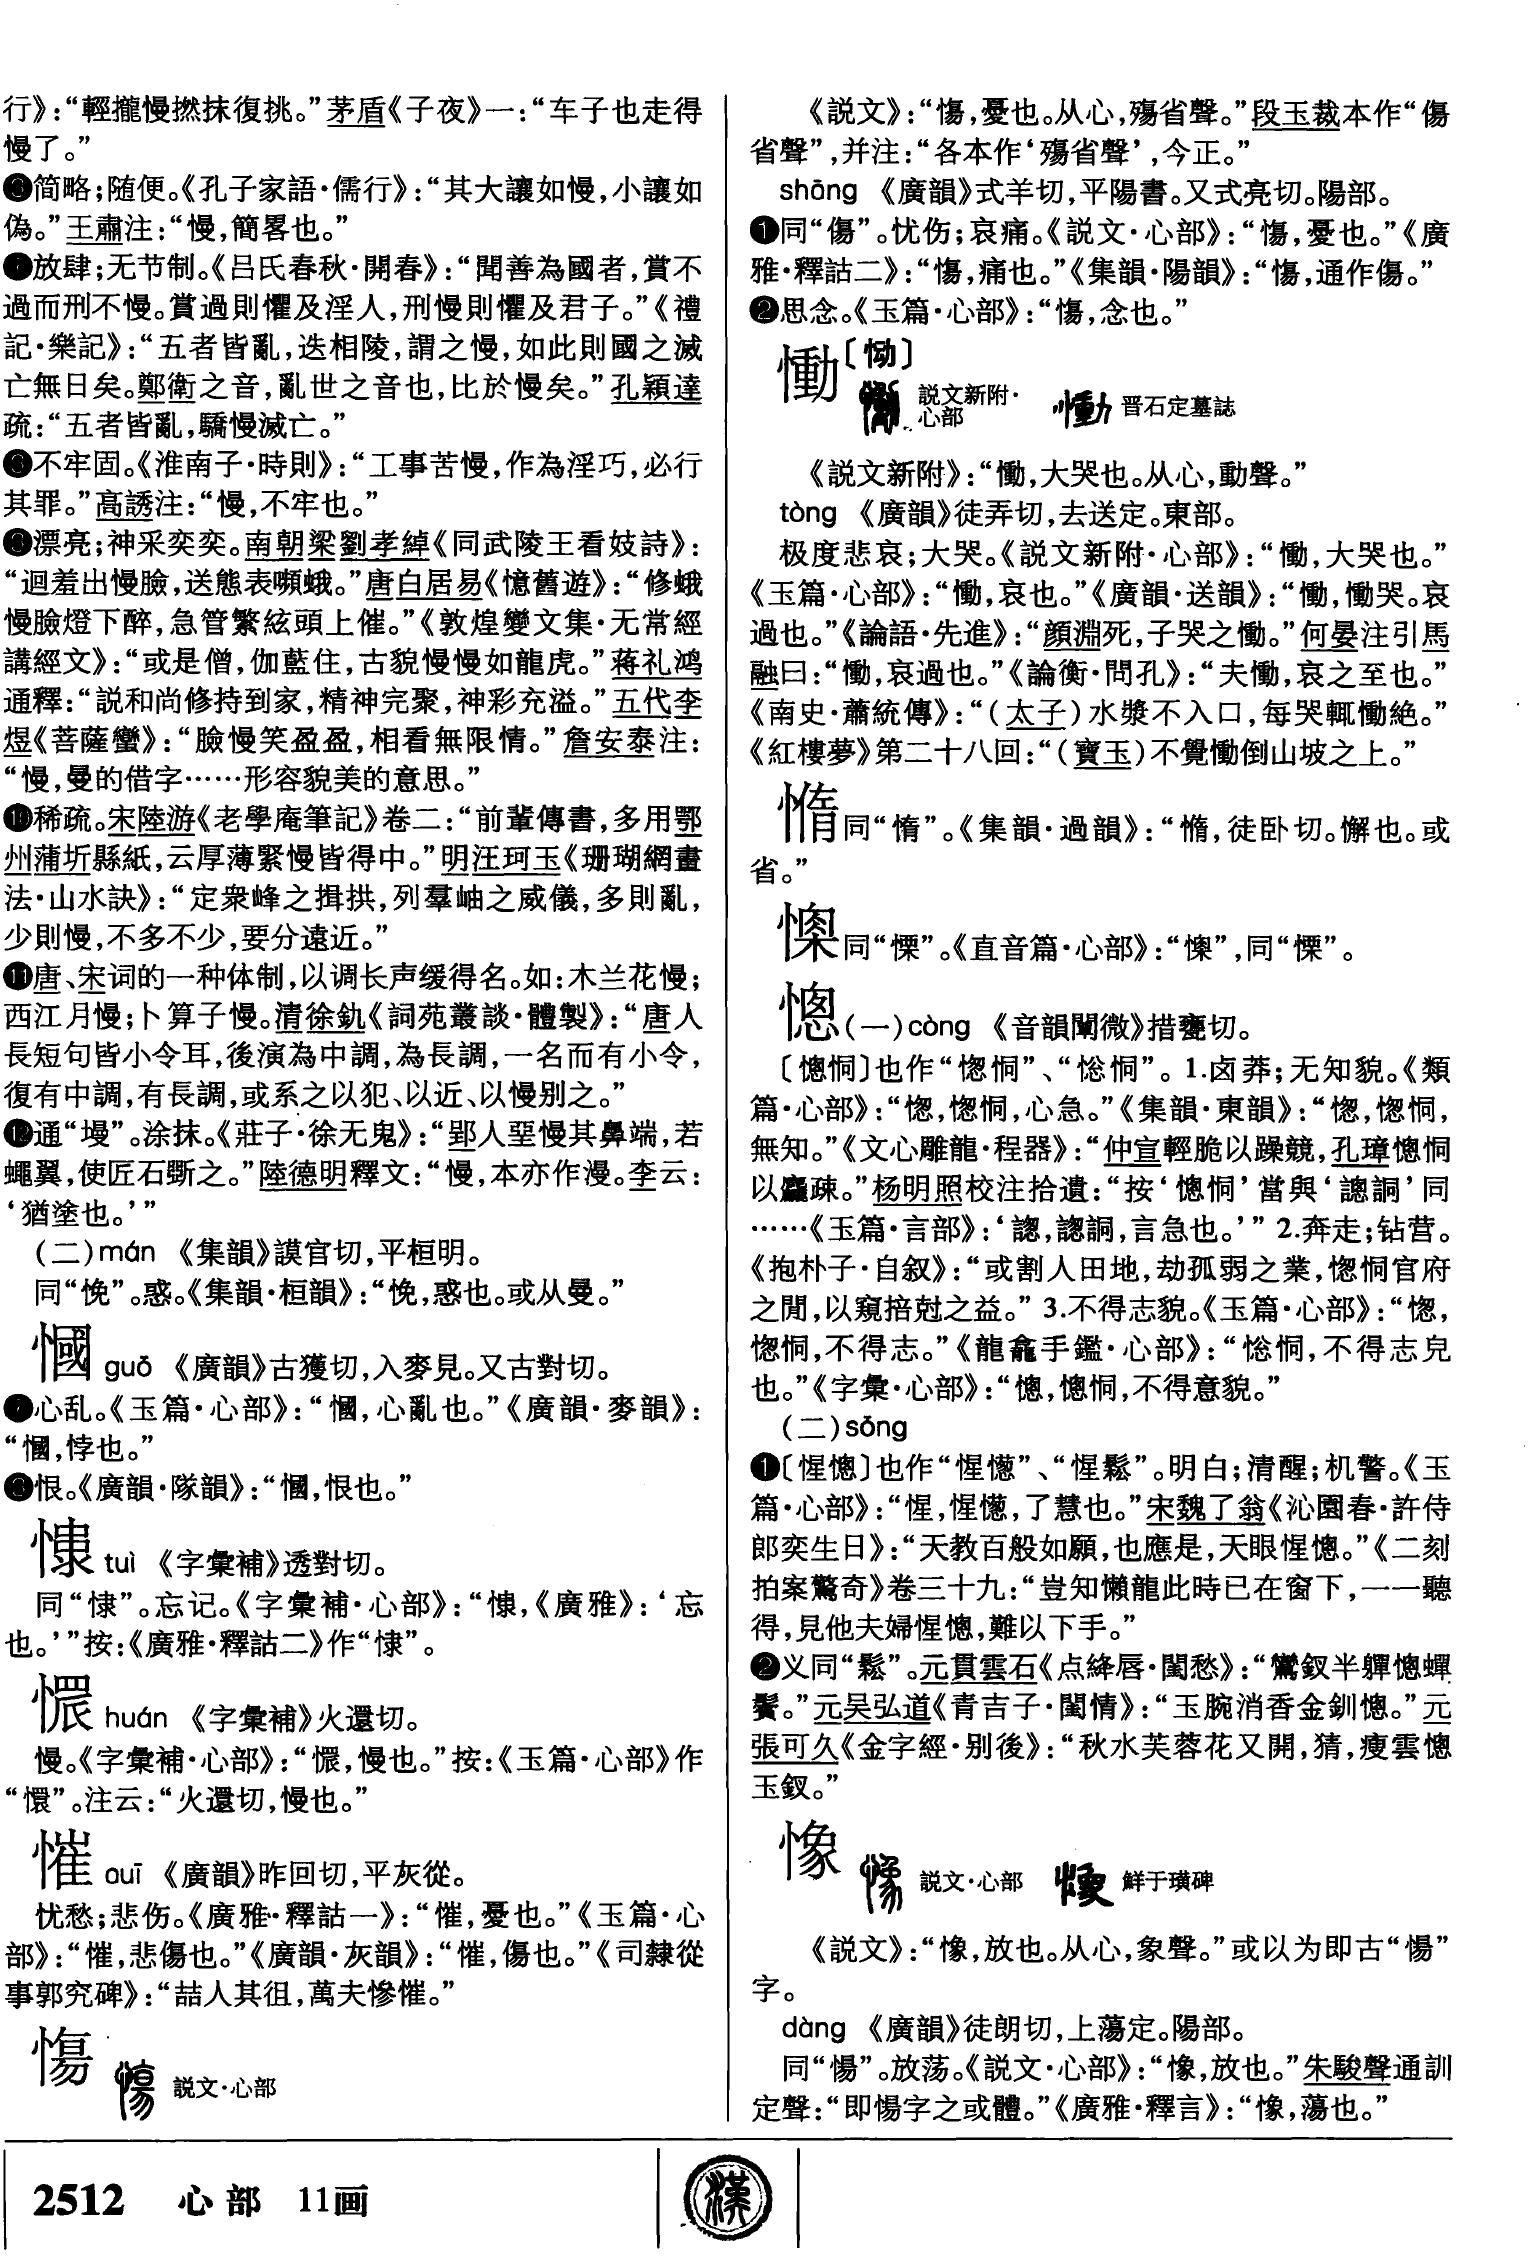 行》：“輕攏慢撚抹復挑。”茅盾《子夜》一：“车子也走得
慢了。”
❻简略；随便。《孔子家語·儒行》：“其大讓如慢，小讓如
偽。”王肅注：“慢，簡畧也。”
❼放肆；无节制。《吕氏春秋·開春》：“聞善為國者，賞不
過而刑不慢。賞過則懼及淫人，刑慢則懼及君子。”《禮
記·樂記》：“五者皆亂，迭相陵，謂之慢，如此則國之滅
亡無日矣。鄭衛之音，亂世之音也，比於慢矣。”孔穎達
疏：“五者皆亂，驕慢滅亡。”
❽不牢固。《淮南子·時則》：“工事苦慢，作為淫巧，必行
其罪。”高誘注：“慢，不牢也。”
❾漂亮；神采奕奕。南朝梁劉孝綽《同武陵王看妓詩》：
“迴羞出慢臉，送態表嚬蛾。”唐白居易《憶舊遊》：“修蛾
慢臉燈下醉，急管繁絃頭上催。”《敦煌變文集·无常經
講經文》：“或是僧，伽藍住，古貌慢慢如龍虎。”蒋礼鸿
通釋：“説和尚修持到家，精神完聚，神彩充溢。”五代李
煜《菩薩蠻》：“臉慢笑盈盈，相看無限情。”詹安泰注：
“慢，曼的借字……形容貌美的意思。”
❿稀疏。宋陸游《老學庵筆記》卷二：“前輩傳書，多用鄂
州蒲圻縣紙，云厚薄緊慢皆得中。”明汪珂玉《珊瑚網畫
法·山水訣》：“定衆峰之揖拱，列羣岫之威儀，多則亂，
少則慢，不多不少，要分遠近。”
⓫唐、宋词的一种体制，以调长声缓得名。如：木兰花慢；
西江月慢；卜算子慢。清徐釚《詞苑叢談·體製》：“唐人
長短句皆小令耳，後演為中調，為長調，一名而有小令，
復有中調，有長調，或系之以犯、以近、以慢别之。”
⓬通“墁”。涂抹。《莊子·徐无鬼》：“郢人堊慢其鼻端，若
蠅翼，使匠石斲之。”陸德明釋文：“慢，本亦作漫。李云：
‘猶塗也。’”
（二）mán 《集韻》謨官切，平桓明。
同“悗”。惑。《集韻·桓韻》：“悗，惑也。或从曼。”
慖 guǒ 《廣韻》古獲切，入麥見。又古對切。
❶心乱。《玉篇·心部》：“慖，心亂也。”《廣韻·麥韻》：
“慖，悖也。”
❷恨。《廣韻·隊韻》：“慖，恨也。”
tuì 《字彙補》透對切。
同“㥆”。忘记。《字彙補·心部》：“，《廣雅》：‘忘
也。’”按：《廣雅·釋詁二》作“㥆”。
huán 《字彙補》火還切。
慢。《字彙補·心部》：“，慢也。”按：《玉篇·心部》作
“懁”。注云：“火還切，慢也。”
慛 cuī 《廣韻》昨回切，平灰從。
忧愁；悲伤。《廣雅·釋詁一》：“慛，憂也。”《玉篇·心
部》：“慛，悲傷也。”《廣韻·灰韻》：“慛，傷也。”《司隸從
事郭究碑》：“喆人其徂，萬夫慘慛。”
慯 説文·心部
《説文》：“慯，憂也。从心，殤省聲。”段玉裁本作“傷
省聲”，并注：“各本作‘殤省聲’，今正。”
shāng 《廣韻》式羊切，平陽書。又式亮切。陽部。
❶同“傷”。忧伤；哀痛。《説文·心部》：“慯，憂也。”《廣
雅·釋詁二》：“慯，痛也。”《集韻·陽韻》：“慯，通作傷。”
❷思念。《玉篇·心部》：“慯，念也。”
慟〔恸〕 説文新附·心部 晋石定墓誌
《説文新附》：“慟，大哭也。从心，動聲。”
tòng 《廣韻》徒弄切，去送定。東部。
极度悲哀；大哭。《説文新附·心部》：“慟，大哭也。”
《玉篇·心部》：“慟，哀也。”《廣韻·送韻》：“慟，慟哭。哀
過也。”《論語·先進》：“顔淵死，子哭之慟。”何晏注引馬
融曰：“慟，哀過也。”《論衡·問孔》：“夫慟，哀之至也。”
《南史·蕭統傳》：“（太子）水漿不入口，每哭輒慟絶。”
《紅樓夢》第二十八回：“（寶玉）不覺慟倒山坡之上。”
同“惰”。《集韻·過韻》：“惰，徒卧切。懈也。或
省。”
同“慄”。《直音篇·心部》：“，同“慄”。
憁（一）còng 《音韻闡微》措甕切。
〔憁恫〕也作“愡恫”、“㤟恫”。1.卤莽；无知貌。《類
篇·心部》：“愡，愡恫，心急。”《集韻·東韻》：“愡，愡恫，
無知。”《文心雕龍·程器》：“仲宣輕脆以躁競，孔璋憁恫
以麤疎。”杨明照校注拾遺：“按‘憁恫’當與‘謥詷’同
……《玉篇·言部》：‘謥，謥詷，言急也。’”2.奔走；钻营。
《抱朴子·自叙》：“或割人田地，劫孤弱之業，愡恫官府
之間，以窺掊尅之益。”3.不得志貌。《玉篇·心部》：“愡，
愡恫，不得志。”《龍龕手鑑·心部》：“㤟恫，不得志皃
也。”《字彙·心部》：“憁，憁恫，不得意貌。”
（二）sōng
❶〔惺憁〕也作“惺憽”、“惺鬆”。明白；清醒；机警。《玉
篇·心部》：“惺，惺憽，了慧也。”宋魏了翁《沁園春·許侍
郎奕生日》：“天教百般如願，也應是，天眼惺憁。”《二刻
拍案驚奇》卷三十九：“豈知懶龍此時已在窗下，一一聽
得，見他夫婦惺憁，難以下手。”
❷义同“鬆”。元貫雲石《点絳唇·閨愁》：“鸞釵半軃憁蟬
鬢。”元吴弘道《青吉子·閨情》：“玉腕消香金釧憁。”元
張可久《金字經·别後》：“秋水芙蓉花又開，猜，瘦雲憁
玉釵。”
憈 説文·心部 鮮于璜碑
《説文》：“，放也。从心，象聲。”或以为即古“愓”
字。
dàng 《廣韻》徒朗切，上蕩定。陽部。
同“愓”。放荡。《説文·心部》：“，放也。”朱駿聲通訓
定聲：“即愓字之或體。”《廣雅·釋言》：“，蕩也。”
2512 心部 11画
漢